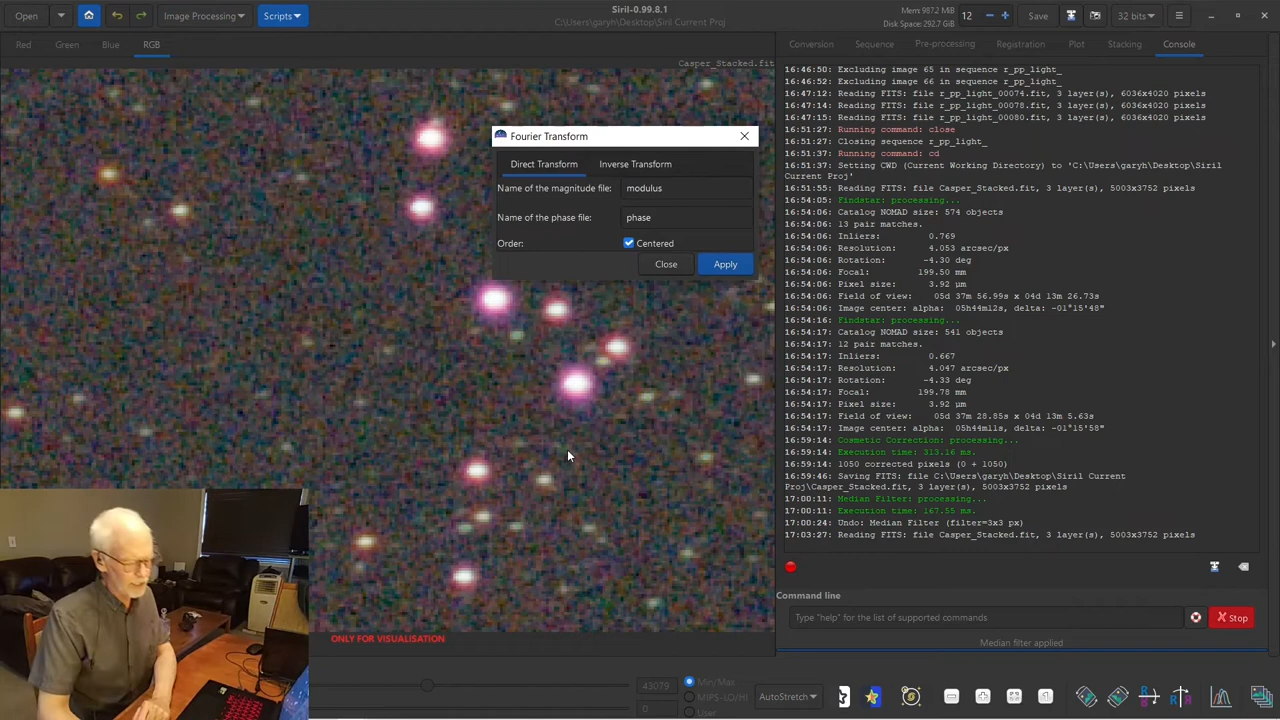 Open
Image Processing
Scripts
Siril-0.99.8.1
C:\Users\garyh\Desktop\Siril Current Proj
Mem: 987.2 MiB
Disk Space: 292.7 GiB
12
Save
32 bits
Red
Green
Blue
RGB
Casper_Stacked.fit
Conversion
Sequence
Pre-processing
Registration
Plot
Stacking
Console
Fourier Transform
Direct Transform
Inverse Transform
Name of the magnitude file:
modulus
Name of the phase file:
phase
Order:
Centered
Close
Apply
16:46:50: Excluding image 65 in sequence r_pp_light_
16:46:52: Excluding image 66 in sequence r_pp_light_
16:47:12: Reading FITS: file r_pp_light_00074.fit, 3 layer(s), 6036x4020 pixels
16:47:14: Reading FITS: file r_pp_light_00078.fit, 3 layer(s), 6036x4020 pixels
16:47:15: Reading FITS: file r_pp_light_00080.fit, 3 layer(s), 6036x4020 pixels
16:51:27: Running command: close
16:51:27: Closing sequence r_pp_light_
16:51:37: Running command: cd
16:51:37: Setting CWD (Current Working Directory) to 'C:\Users\garyh\Desktop\Siril
Current Proj'
16:51:55: Reading FITS: file Casper_Stacked.fit, 3 layer(s), 5003x3752 pixels
16:54:05: Findstar: processing...
16:54:06: Catalog NOMAD size: 574 objects
16:54:06: 13 pair matches.
16:54:06: Inliers: 0.769
16:54:06: Resolution: 4.053 arcsec/px
16:54:06: Rotation: -4.30 deg
16:54:06: Focal: 199.50 mm
16:54:06: Pixel size: 3.92 µm
16:54:06: Field of view: 05d 37m 56.99s x 04d 13m 26.73s
16:54:06: Image center: alpha: 05h44m12s, delta: -01°15'48"
16:54:16: Findstar: processing...
16:54:17: Catalog NOMAD size: 541 objects
16:54:17: 12 pair matches.
16:54:17: Inliers: 0.667
16:54:17: Resolution: 4.047 arcsec/px
16:54:17: Rotation: -4.33 deg
16:54:17: Focal: 199.78 mm
16:54:17: Pixel size: 3.92 µm
16:54:17: Field of view: 05d 37m 28.85s x 04d 13m 5.63s
16:54:17: Image center: alpha: 05h44m11s, delta: -01°15'58"
16:59:14: Cosmetic Correction: processing...
16:59:14: Execution time: 313.16 ms.
16:59:14: 1050 corrected pixels (0 + 1050)
16:59:46: Saving FITS: file C:\Users\garyh\Desktop\Siril Current
Proj\Casper_Stacked.fit, 3 layer(s), 5003x3752 pixels
17:00:11: Median Filter: processing...
17:00:11: Execution time: 167.55 ms.
17:00:24: Undo: Median Filter (filter=3x3 px)
17:03:27: Reading FITS: file Casper_Stacked.fit, 3 layer(s), 5003x3752 pixels
Command line
Type "help" for the list of supported commands
Stop
Median filter applied
ONLY FOR VISUALISATION
43079
0
Min/Max
MIPS-LO/HI
User
AutoStretch